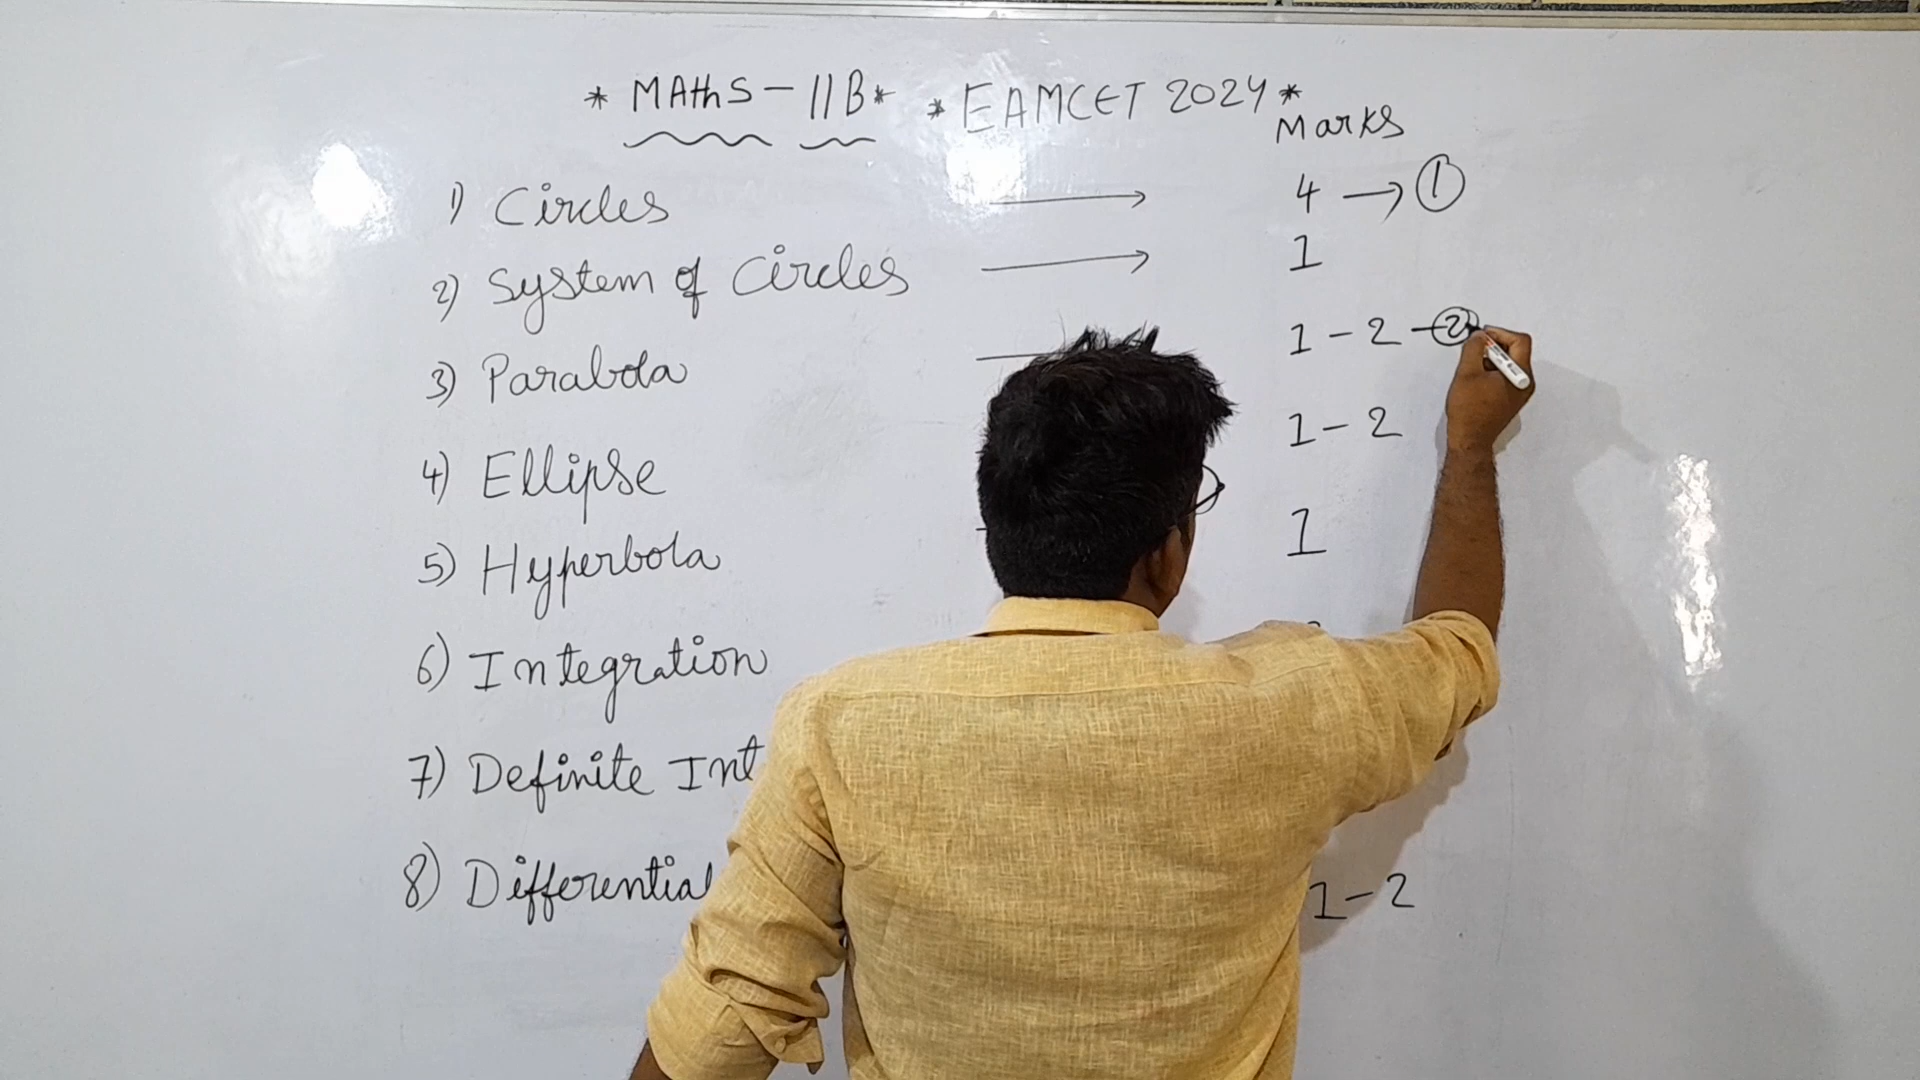 * MAthS - IIB * * EAMCET 2024 *
Marks
1) Circles → 4 → ①
2) System of Circles → 1
3) Parabola 1 - 2 - ②
4) Ellipse 1 - 2
5) Hyperbola 1
6) Integration
7) Definite Int
8) Differential 1 - 2